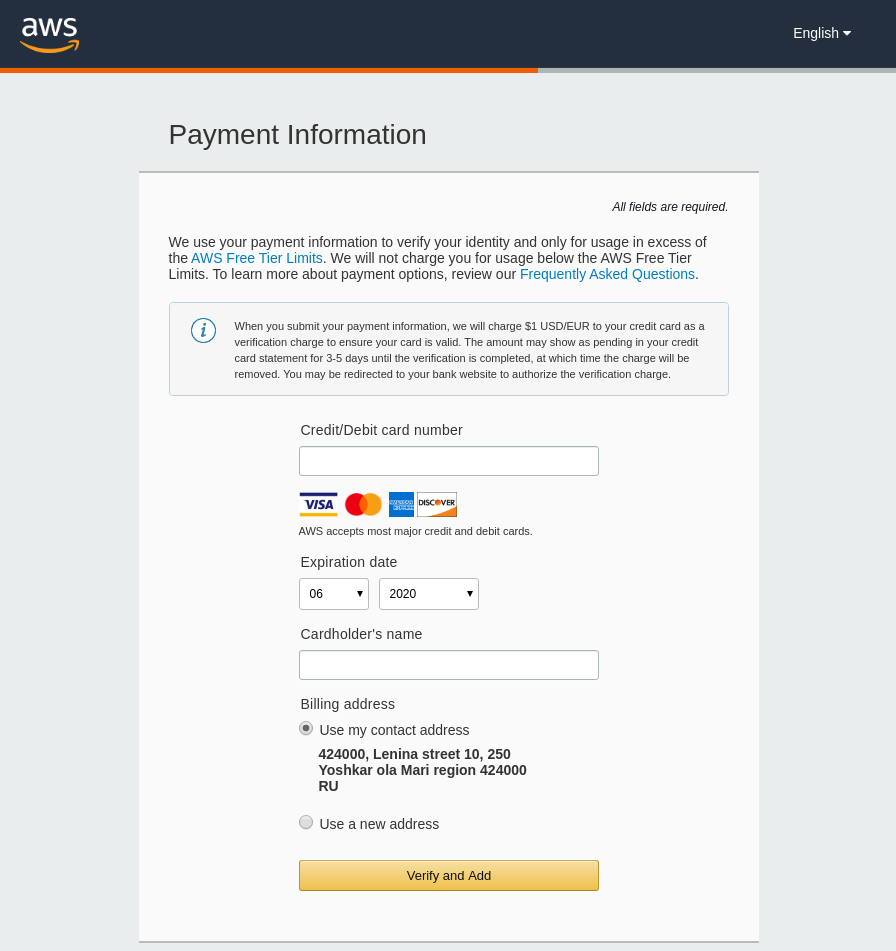 aws
English
Payment Information
All fields are required.
We use your payment information to verify your identity and only for usage in excess of
the AWS Free Tier Limits. We will not charge you for usage below the AWS Free Tier
Limits. To learn more about payment options, review our Frequently Asked Questions.
When you submit your payment information, we will charge $1 USD/EUR to your credit card as a
verification charge to ensure your card is valid. The amount may show as pending in your credit
card statement for 3-5 days until the verification is completed, at which time the charge will be
removed. You may be redirected to your bank website to authorize the verification charge.
Credit/Debit card number
VISA AMERICAN EXPRESS DISCOVER
AWS accepts most major credit and debit cards.
Expiration date
06 2020
Cardholder's name
Billing address
Use my contact address
424000, Lenina street 10, 250
Yoshkar ola Mari region 424000
RU
Use a new address
Verify and Add